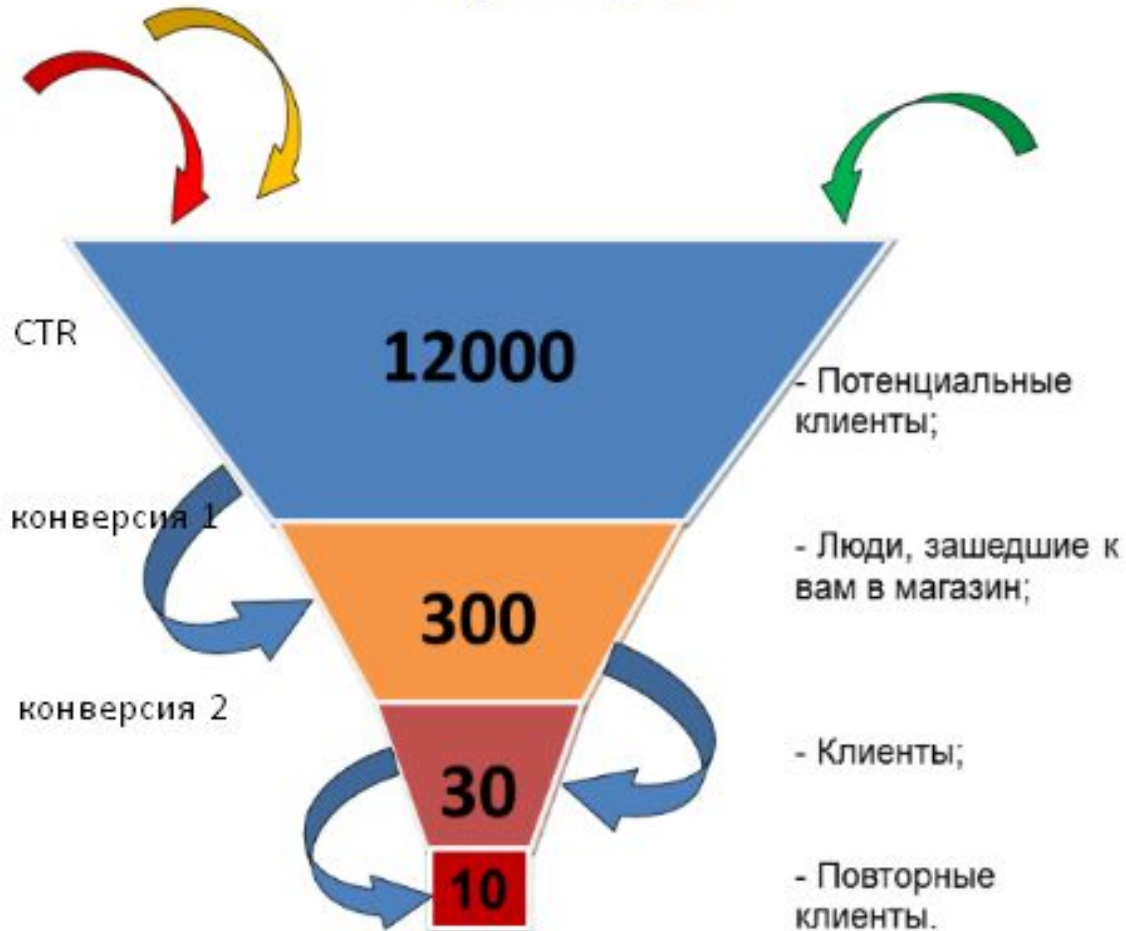 CTR
12000
- Потенциальные
клиенты;
конверсия 1
- Люди, зашедшие к
вам в магазин;
300
конверсия 2
- Клиенты;
30
10
- Повторные
клиенты.